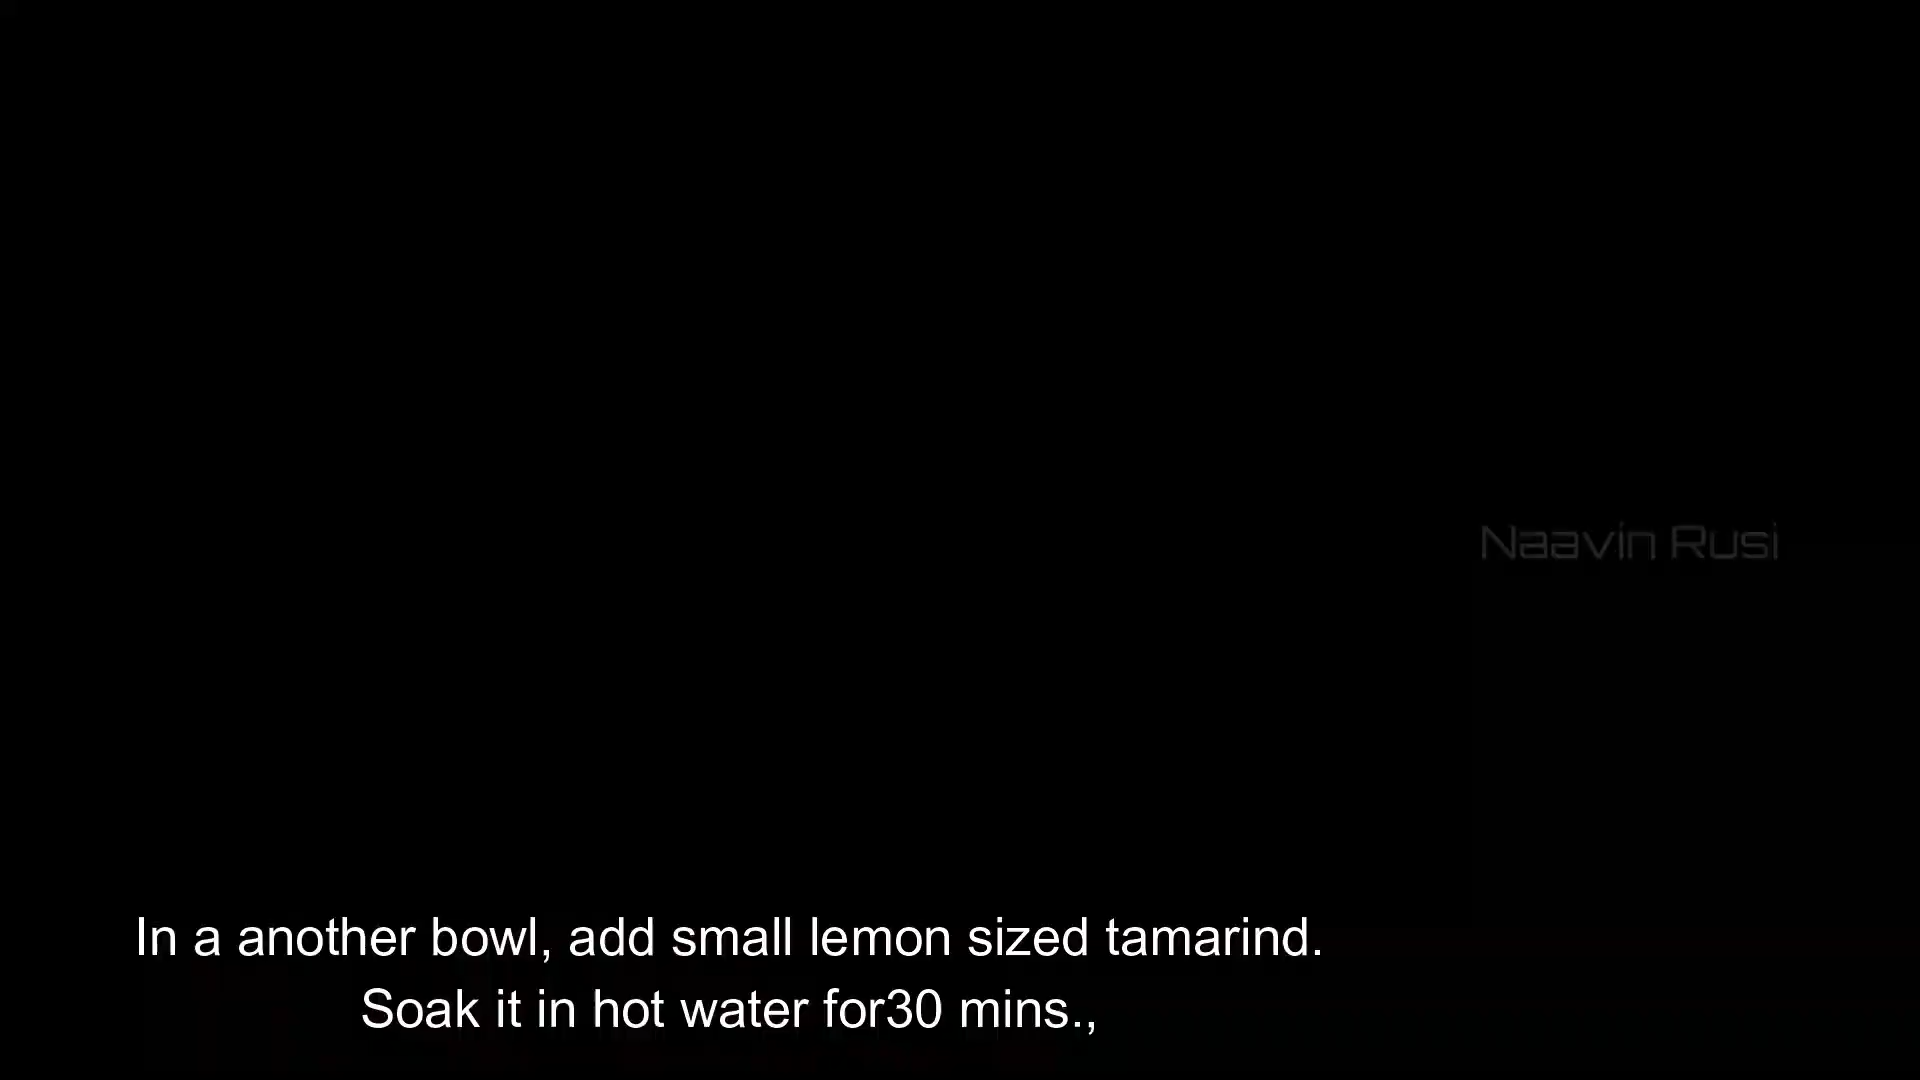 Naavin Rusi
In a another bowl, add small lemon sized tamarind.
Soak it in hot water for30 mins.,